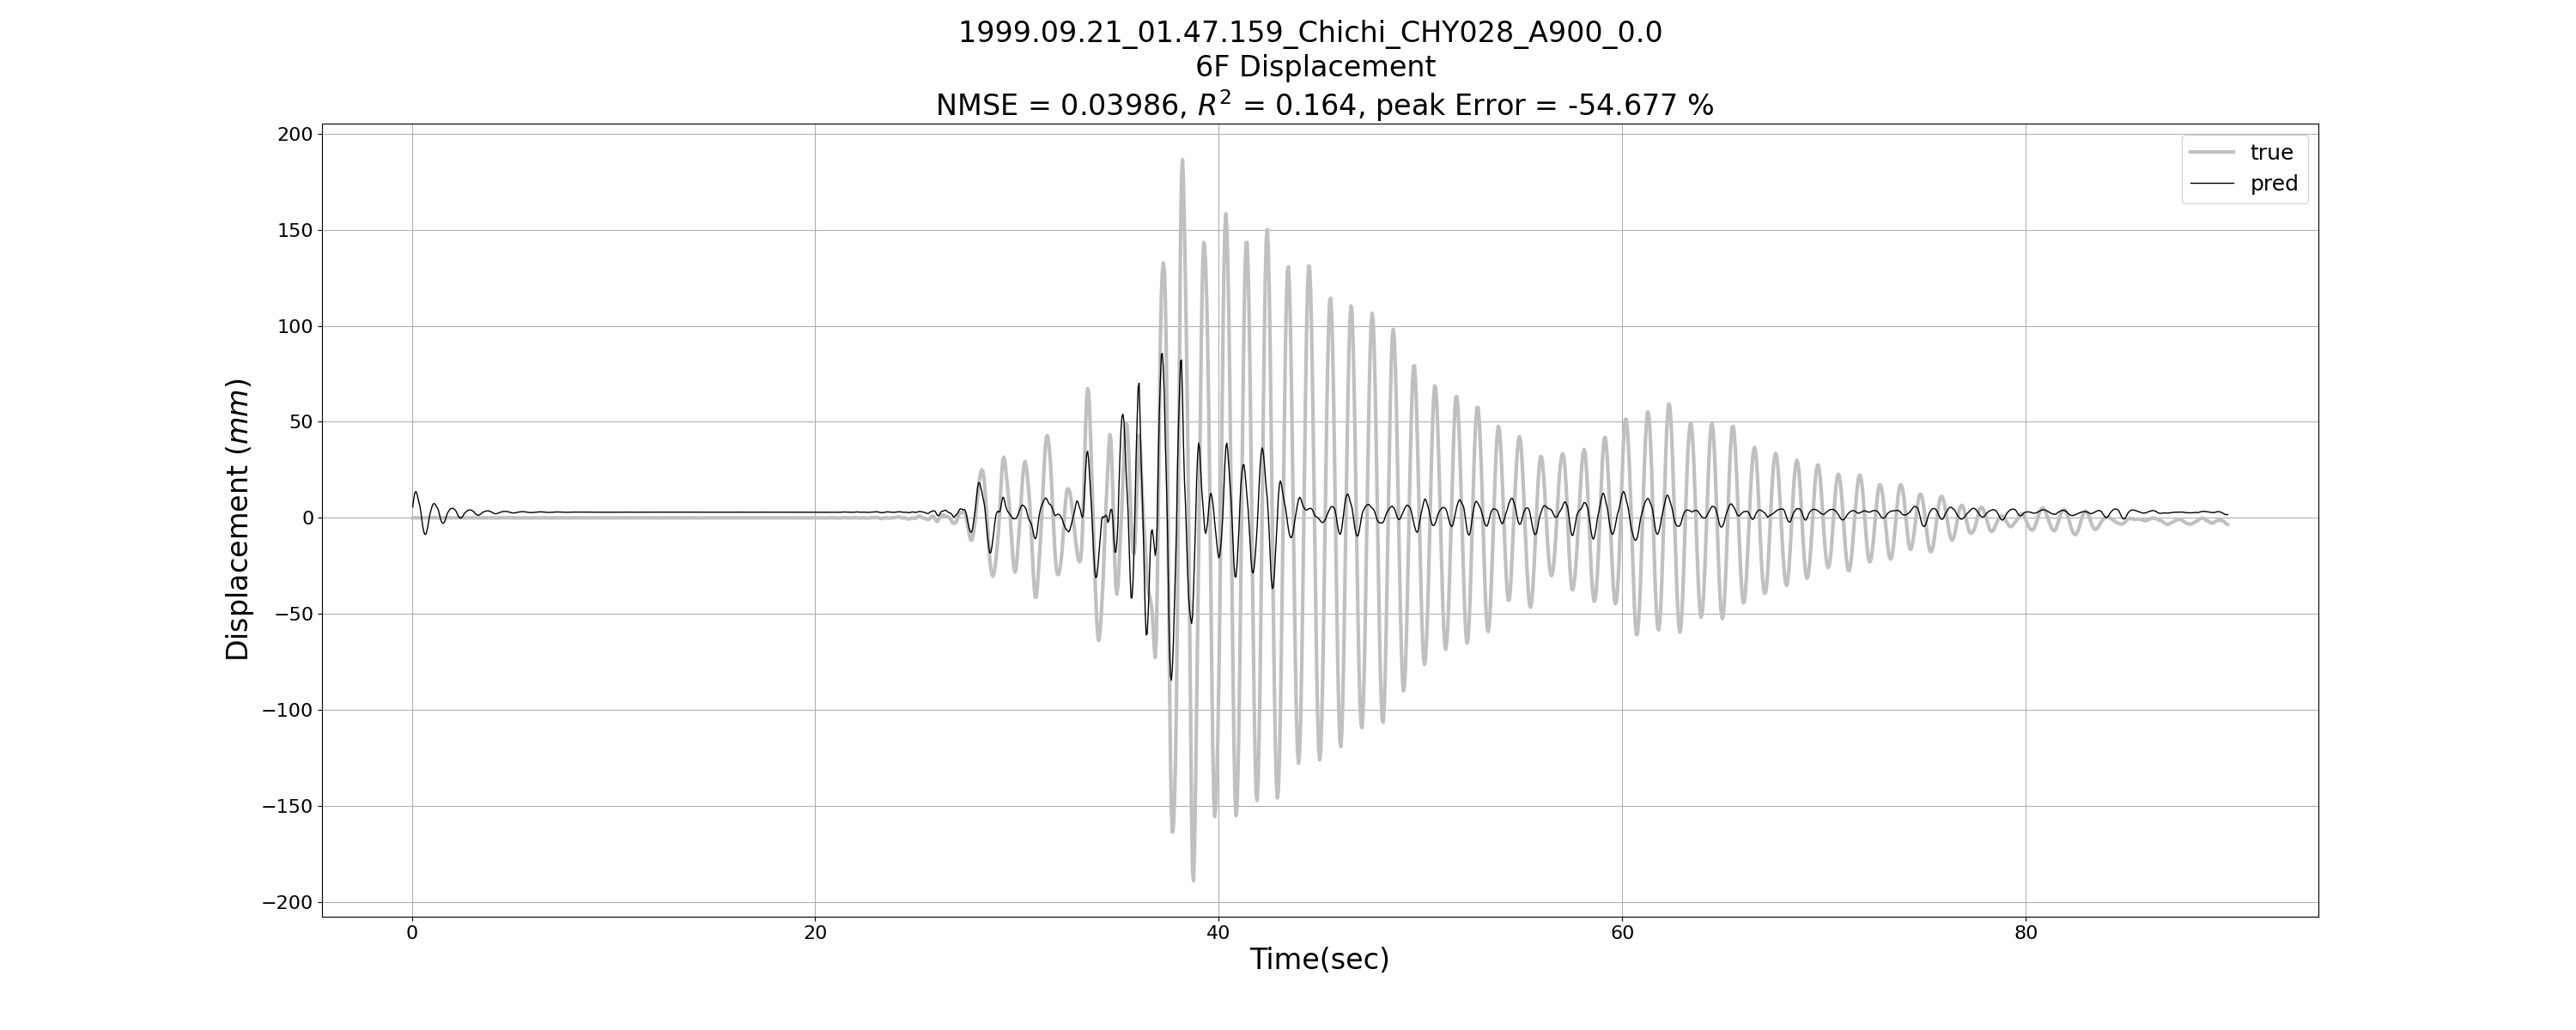 1999.09.21_01.47.159_Chichi_CHY028_A900_0.0
6F Displacement
NMSE = 0.03986, R² = 0.164, peak Error = -54.677 %
true
pred
200
150
100
50
0
−50
−100
−150
−200
Displacement (mm)
0 20 40 60 80
Time(sec)